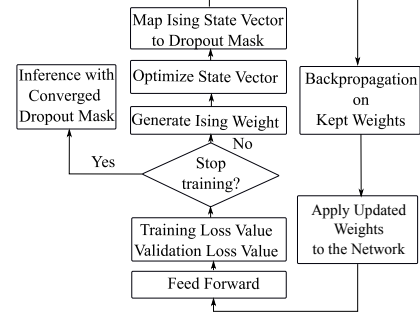 Map Ising State Vector
to Dropout Mask
Inference with
Converged
Dropout Mask
Optimize State Vector
Backpropagation
on
Kept Weights
Generate Ising Weight
No
Yes
Stop
training?
Training Loss Value
Validation Loss Value
Apply Updated
Weights
to the Network
Feed Forward